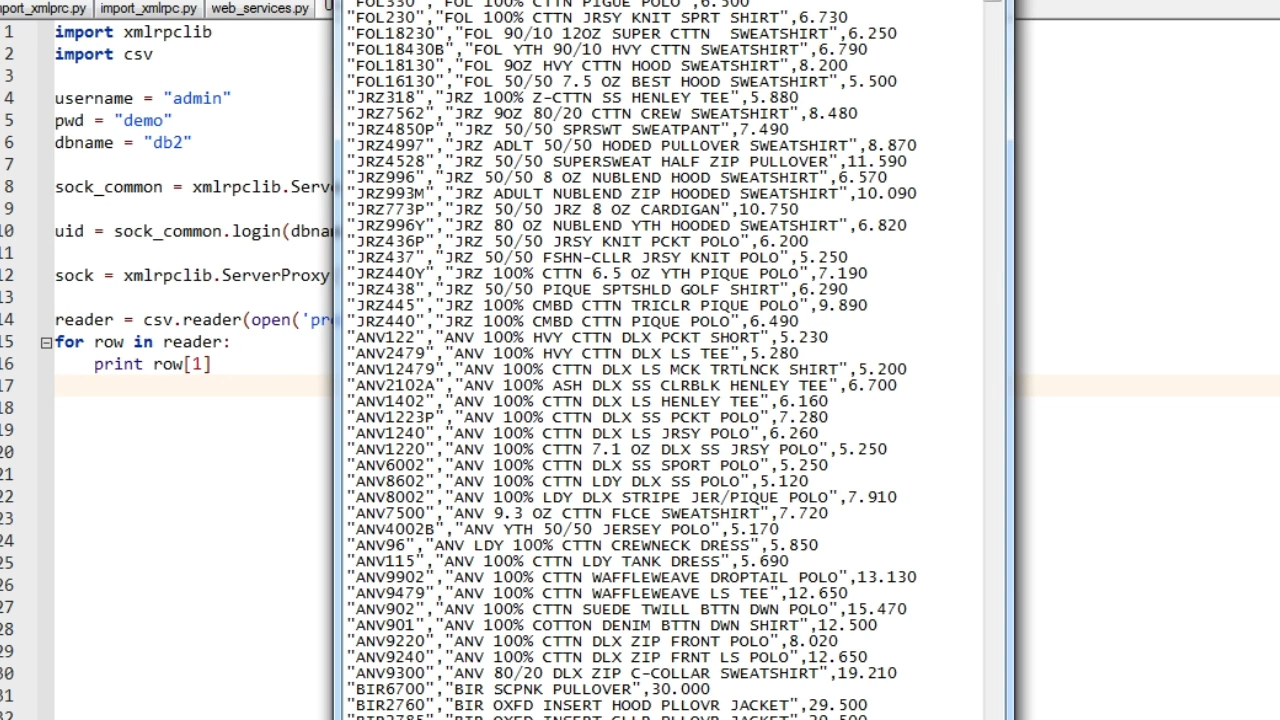 mport_xmlprc.py
import_xmlrpc.py
web_services.py
1 import xmlrpclib
2 import csv
3
4 username = "admin"
5 pwd = "demo"
6 dbname = "db2"
7
8 sock_common = xmlrpclib.Serve
9
10 uid = sock_common.login(dbnam
11
12 sock = xmlrpclib.ServerProxy
13
14 reader = csv.reader(open('pro
15 for row in reader:
16 print row[1]
17
18
19
20
21
22
23
24
25
26
27
28
29
30
31
32
"FOL330","FOL 100% CTTN PIGUE POLO",6.500
"FOL230","FOL 100% CTTN JRSY KNIT SPRT SHIRT",6.730
"FOL18230","FOL 90/10 12OZ SUPER CTTN  SWEATSHIRT",6.250
"FOL18430B","FOL YTH 90/10 HVY CTTN SWEATSHIRT",6.790
"FOL18130","FOL 9OZ HVY CTTN HOOD SWEATSHIRT",8.200
"FOL16130","FOL 50/50 7.5 OZ BEST HOOD SWEATSHIRT",5.500
"JRZ318","JRZ 100% Z-CTTN SS HENLEY TEE",5.880
"JRZ7562","JRZ 9OZ 80/20 CTTN CREW SWEATSHIRT",8.480
"JRZ4850P","JRZ 50/50 SPRSWT SWEATPANT",7.490
"JRZ4997","JRZ ADLT 50/50 HODED PULLOVER SWEATSHIRT",8.870
"JRZ4528","JRZ 50/50 SUPERSWEAT HALF ZIP PULLOVER",11.590
"JRZ996","JRZ 50/50 8 OZ NUBLEND HOOD SWEATSHIRT",6.570
"JRZ993M","JRZ ADULT NUBLEND ZIP HOODED SWEATSHIRT",10.090
"JRZ773P","JRZ 50/50 JRZ 8 OZ CARDIGAN",10.750
"JRZ996Y","JRZ 80 OZ NUBLEND YTH HOODED SWEATSHIRT",6.820
"JRZ436P","JRZ 50/50 JRSY KNIT PCKT POLO",6.200
"JRZ437","JRZ 50/50 FSHN-CLLR JRSY KNIT POLO",5.250
"JRZ440Y","JRZ 100% CTTN 6.5 OZ YTH PIQUE POLO",7.190
"JRZ438","JRZ 50/50 PIQUE SPTSHLD GOLF SHIRT",6.290
"JRZ445","JRZ 100% CMBD CTTN TRICLR PIQUE POLO",9.890
"JRZ440","JRZ 100% CMBD CTTN PIQUE POLO",6.490
"ANV122","ANV 100% HVY CTTN DLX PCKT SHORT",5.230
"ANV2479","ANV 100% HVY CTTN DLX LS TEE",5.280
"ANV12479","ANV 100% CTTN DLX LS MCK TRTLNCK SHIRT",5.200
"ANV2102A","ANV 100% ASH DLX SS CLRBLK HENLEY TEE",6.700
"ANV1402","ANV 100% CTTN DLX LS HENLEY TEE",6.160
"ANV1223P","ANV 100% CTTN DLX SS PCKT POLO",7.280
"ANV1240","ANV 100% CTTN DLX LS JRSY POLO",6.260
"ANV1220","ANV 100% CTTN 7.1 OZ DLX SS JRSY POLO",5.250
"ANV6002","ANV 100% CTTN DLX SS SPORT POLO",5.250
"ANV8602","ANV 100% CTTN LDY DLX SS POLO",5.120
"ANV8002","ANV 100% LDY DLX STRIPE JER/PIQUE POLO",7.910
"ANV7500","ANV 9.3 OZ CTTN FLCE SWEATSHIRT",7.720
"ANV4002B","ANV YTH 50/50 JERSEY POLO",5.170
"ANV96","ANV LDY 100% CTTN CREWNECK DRESS",5.850
"ANV115","ANV 100% CTTN LDY TANK DRESS",5.690
"ANV9902","ANV 100% CTTN WAFFLEWEAVE DROPTAIL POLO",13.130
"ANV9479","ANV 100% CTTN WAFFLEWEAVE LS TEE",12.650
"ANV902","ANV 100% CTTN SUEDE TWILL BTTN DWN POLO",15.470
"ANV901","ANV 100% COTTON DENIM BTTN DWN SHIRT",12.500
"ANV9220","ANV 100% CTTN DLX ZIP FRONT POLO",8.020
"ANV9240","ANV 100% CTTN DLX ZIP FRNT LS POLO",12.650
"ANV9300","ANV 80/20 DLX ZIP C-COLLAR SWEATSHIRT",19.210
"BIR6700","BIR SCPNK PULLOVER",30.000
"BIR2760","BIR OXFD INSERT HOOD PLLOVR JACKET",29.500
"BIR2785","BIR OXFD INSERT CLLR PLLOVR JACKET",29.500